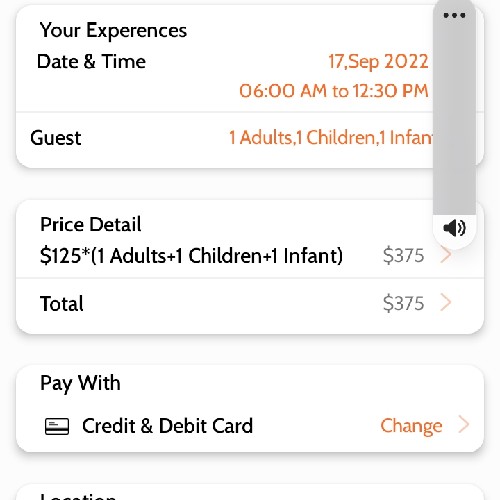 Your Experences
Date & Time 17,Sep 2022
06:00 AM to 12:30 PM
Guest 1 Adults,1 Children,1 Infan
Price Detail
$125*(1 Adults+1 Children+1 Infant) $375
Total $375
Pay With
Credit & Debit Card Change
Location